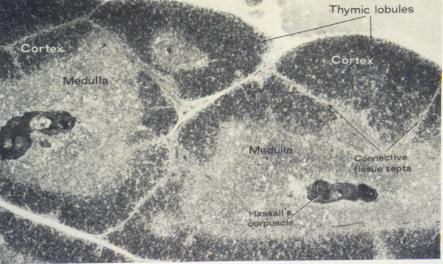 Thymic lobules
Cortex
Cortex
Medulla
Medulla
Connective
tissue septa
Hassall's
corpuscle